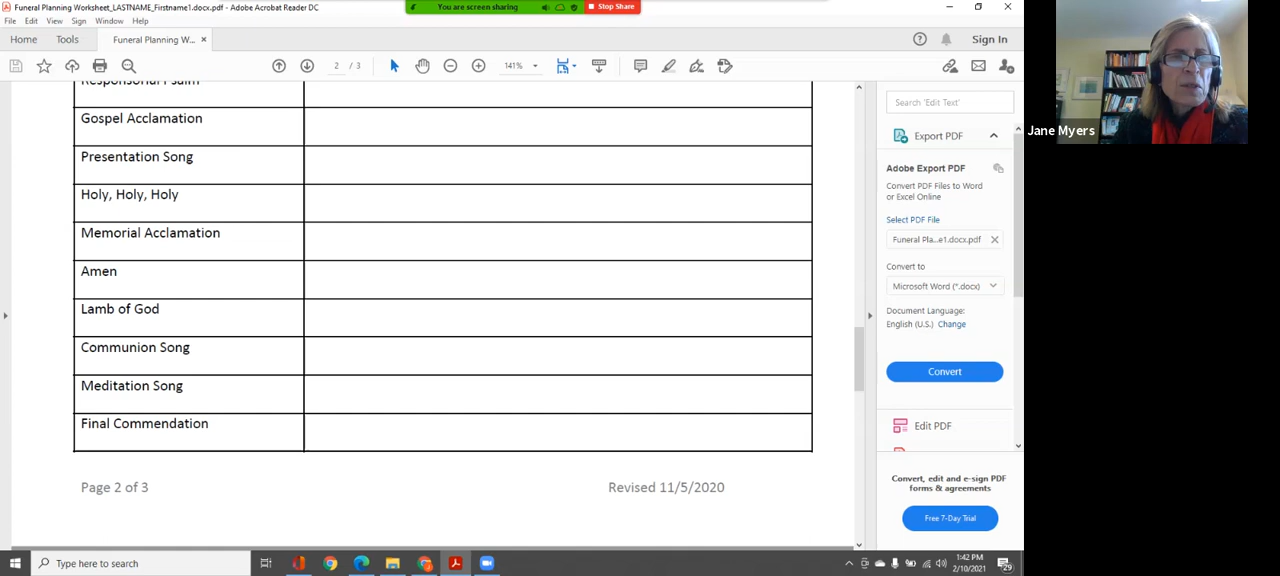 Funeral Planning Worksheet_LASTNAME_Firstname1.docx.pdf - Adobe Acrobat Reader DC
You are screen sharing
Stop Share
File Edit View Sign Window Help
Home
Tools
Funeral Planning W...
Sign In
2 / 3
141%
Responsorial Psalm
Gospel Acclamation
Presentation Song
Holy, Holy, Holy
Memorial Acclamation
Amen
Lamb of God
Communion Song
Meditation Song
Final Commendation
Page 2 of 3
Revised 11/5/2020
Search 'Edit Text'
Export PDF
Adobe Export PDF
Convert PDF Files to Word
or Excel Online
Select PDF File
Funeral Pla...e1.docx.pdf
Convert to
Microsoft Word (*.docx)
Document Language:
English (U.S.) Change
Convert
Edit PDF
Convert, edit and e-sign PDF
forms & agreements
Free 7-Day Trial
Jane Myers
Type here to search
1:42 PM
2/10/2021
29